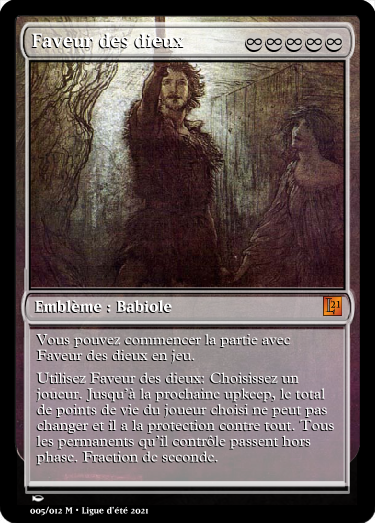 Faveur des dieux ∞∞∞∞∞
Emblème : Babiole
L 21
Vous pouvez commencer la partie avec
Faveur des dieux en jeu.
Utilisez Faveur des dieux: Choisissez un
joueur. Jusqu'à la prochaine upkeep, le total
de points de vie du joueur choisi ne peut pas
changer et il a la protection contre tout. Tous
les permanents qu'il contrôle passent hors
phase. Fraction de seconde.
005/012 M • Ligue d'été 2021